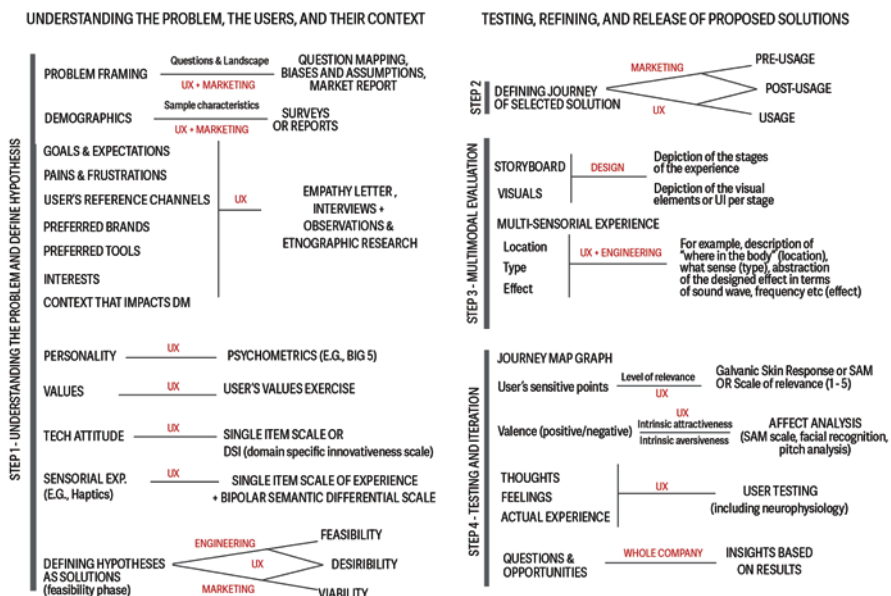 UNDERSTANDING THE PROBLEM, THE USERS, AND THEIR CONTEXT
STEP 1 - UNDERSTANDING THE PROBLEM AND DEFINE HYPOTHESIS
PROBLEM FRAMING
Questions & Landscape
UX + MARKETING
QUESTION MAPPING,
BIASES AND ASSUMPTIONS,
MARKET REPORT
DEMOGRAPHICS
Sample characteristics
UX + MARKETING
SURVEYS
OR REPORTS
GOALS & EXPECTATIONS
PAINS & FRUSTRATIONS
USER'S REFERENCE CHANNELS
PREFERRED BRANDS
PREFERRED TOOLS
INTERESTS
CONTEXT THAT IMPACTS DM
UX
EMPATHY LETTER ,
INTERVIEWS +
OBSERVATIONS &
ETNOGRAPHIC RESEARCH
PERSONALITY
UX
PSYCHOMETRICS (E.G., BIG 5)
VALUES
UX
USER'S VALUES EXERCISE
TECH ATTITUDE
UX
SINGLE ITEM SCALE OR
DSI (domain specific innovativeness scale)
SENSORIAL EXP.
(E.G., Haptics)
UX
SINGLE ITEM SCALE OF EXPERIENCE
+ BIPOLAR SEMANTIC DIFFERENTIAL SCALE
DEFINING HYPOTHESES
AS SOLUTIONS
(feasibility phase)
ENGINEERING
UX
MARKETING
FEASIBILITY
DESIRIBILITY
VIABILITY
TESTING, REFINING, AND RELEASE OF PROPOSED SOLUTIONS
STEP 2
DEFINING JOURNEY
OF SELECTED SOLUTION
MARKETING
UX
PRE-USAGE
POST-USAGE
USAGE
STEP 3 - MULTIMODAL EVALUATION
STORYBOARD
VISUALS
DESIGN
Depiction of the stages
of the experience
Depiction of the visual
elements or UI per stage
MULTI-SENSORIAL EXPERIENCE
Location
Type
Effect
UX + ENGINEERING
For example, description of
"where in the body" (location),
what sense (type), abstraction
of the designed effect in terms
of sound wave, frequency etc (effect)
STEP 4 - TESTING AND ITERATION
JOURNEY MAP GRAPH
User's sensitive points
Level of relevance
UX
Galvanic Skin Response or SAM
OR Scale of relevance (1 - 5)
Valence (positive/negative)
UX
Intrinsic attractiveness
Intrinsic aversiveness
AFFECT ANALYSIS
(SAM scale, facial recognition,
pitch analysis)
THOUGHTS
FEELINGS
ACTUAL EXPERIENCE
UX
USER TESTING
(including neurophysiology)
QUESTIONS &
OPPORTUNITIES
WHOLE COMPANY
INSIGHTS BASED
ON RESULTS